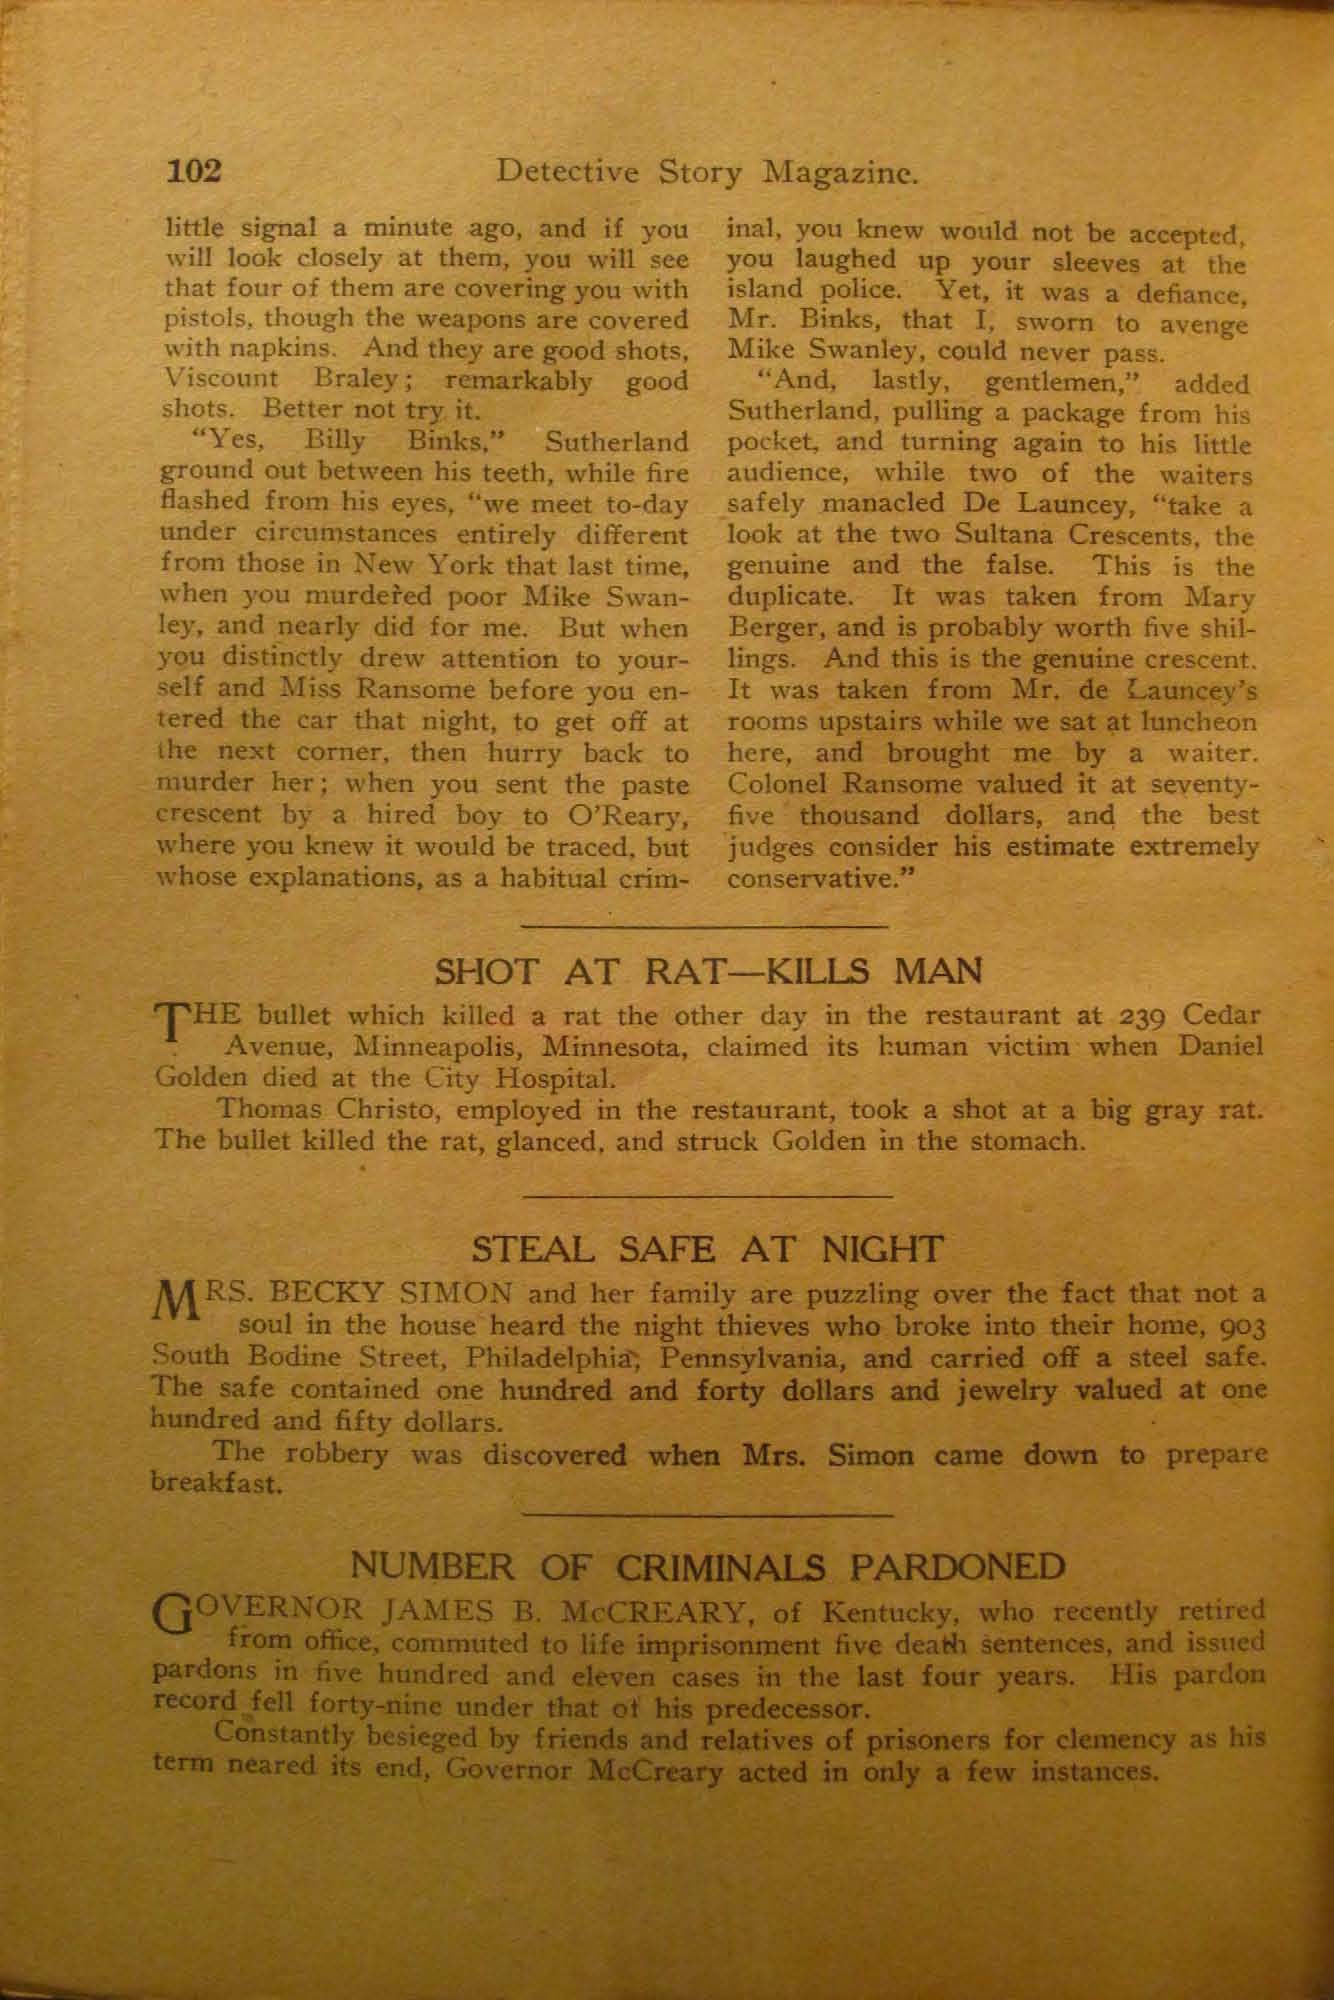 102 Detective Story Magazine.
little signal a minute ago, and if you
will look closely at them, you will see
that four of them are covering you with
pistols, though the weapons are covered
with napkins. And they are good shots,
Viscount Braley; remarkably good
shots. Better not try it.
"Yes, Billy Binks," Sutherland
ground out between his teeth, while fire
flashed from his eyes, "we meet to-day
under circumstances entirely different
from those in New York that last time,
when you murdered poor Mike Swan-
ley, and nearly did for me. But when
you distinctly drew attention to your-
self and Miss Ransome before you en-
tered the car that night, to get off at
the next corner, then hurry back to
murder her; when you sent the paste
crescent by a hired boy to O'Reary,
where you knew it would be traced, but
whose explanations, as a habitual crim-
inal, you knew would not be accepted,
you laughed up your sleeves at the
island police. Yet, it was a defiance,
Mr. Binks, that I, sworn to avenge
Mike Swanley, could never pass.
"And, lastly, gentlemen," added
Sutherland, pulling a package from his
pocket, and turning again to his little
audience, while two of the waiters
safely manacled De Launcey, "take a
look at the two Sultana Crescents, the
genuine and the false. This is the
duplicate. It was taken from Mary
Berger, and is probably worth five shil-
lings. And this is the genuine crescent.
It was taken from Mr. de Launcey's
rooms upstairs while we sat at luncheon
here, and brought me by a waiter.
Colonel Ransome valued it at seventy-
five thousand dollars, and the best
judges consider his estimate extremely
conservative."
SHOT AT RAT—KILLS MAN
THE bullet which killed a rat the other day in the restaurant at 239 Cedar
Avenue, Minneapolis, Minnesota, claimed its human victim when Daniel
Golden died at the City Hospital.
Thomas Christo, employed in the restaurant, took a shot at a big gray rat.
The bullet killed the rat, glanced, and struck Golden in the stomach.
STEAL SAFE AT NIGHT
MRS. BECKY SIMON and her family are puzzling over the fact that not a
soul in the house heard the night thieves who broke into their home, 903
South Bodine Street, Philadelphia, Pennsylvania, and carried off a steel safe.
The safe contained one hundred and forty dollars and jewelry valued at one
hundred and fifty dollars.
The robbery was discovered when Mrs. Simon came down to prepare
breakfast.
NUMBER OF CRIMINALS PARDONED
GOVERNOR JAMES B. McCREARY, of Kentucky, who recently retired
from office, commuted to life imprisonment five death sentences, and issued
pardons in five hundred and eleven cases in the last four years. His pardon
record fell forty-nine under that of his predecessor.
Constantly besieged by friends and relatives of prisoners for clemency as his
term neared its end, Governor McCreary acted in only a few instances.